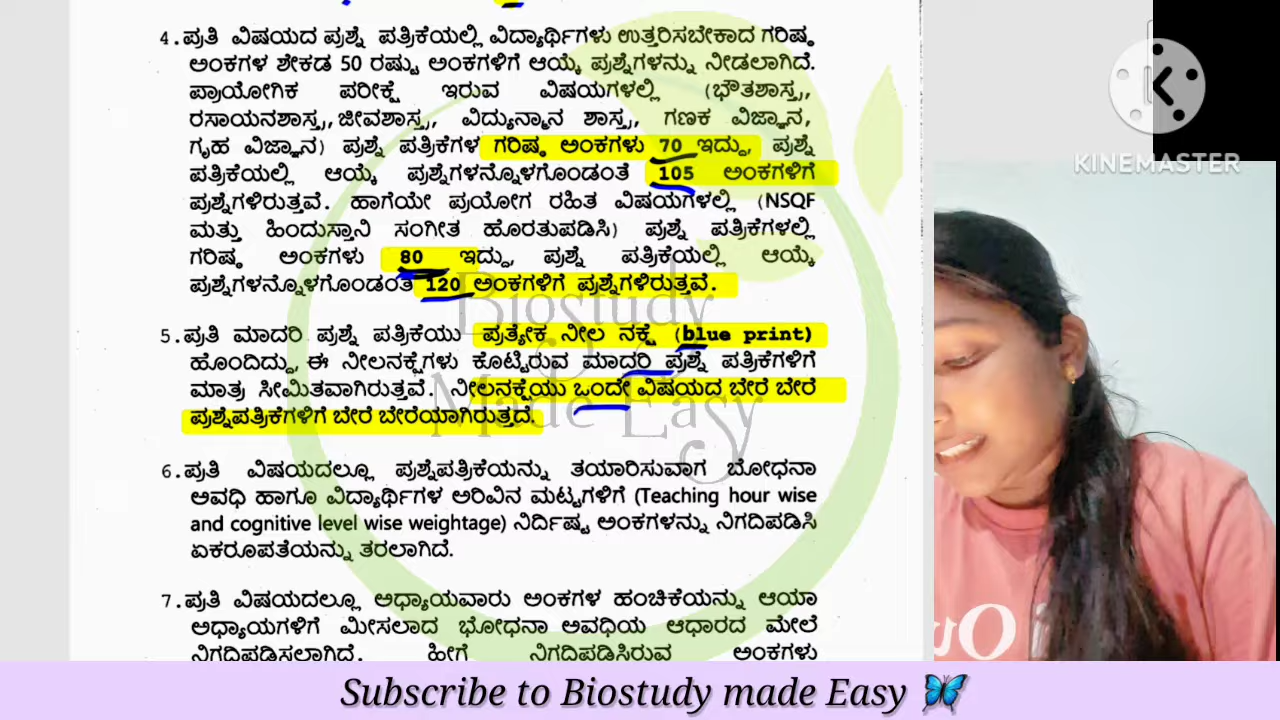 4.ಪ್ರತಿ ವಿಷಯದ ಪ್ರಶ್ನೆ ಪತ್ರಿಕೆಯಲ್ಲಿ ವಿದ್ಯಾರ್ಥಿಗಳು ಉತ್ತರಿಸಬೇಕಾದ ಗರಿಷ್ಠ
ಅಂಕಗಳ ಶೇಕಡ 50 ರಷ್ಟು ಅಂಕಗಳಿಗೆ ಆಯ್ಕೆ ಪ್ರಶ್ನೆಗಳನ್ನು ನೀಡಲಾಗಿದೆ.
ಪ್ರಾಯೋಗಿಕ ಪರೀಕ್ಷೆ ಇರುವ ವಿಷಯಗಳಲ್ಲಿ (ಭೌತಶಾಸ್ತ್ರ,
ರಸಾಯನಶಾಸ್ತ್ರ, ಜೀವಶಾಸ್ತ್ರ, ವಿದ್ಯುನ್ಮಾನ ಶಾಸ್ತ್ರ, ಗಣಕ ವಿಜ್ಞಾನ,
ಗೃಹ ವಿಜ್ಞಾನ) ಪ್ರಶ್ನೆ ಪತ್ರಿಕೆಗಳ ಗರಿಷ್ಠ ಅಂಕಗಳು 70 ಇದ್ದು, ಪ್ರಶ್ನೆ
ಪತ್ರಿಕೆಯಲ್ಲಿ ಆಯ್ಕೆ ಪ್ರಶ್ನೆಗಳನ್ನೊಳಗೊಂಡಂತೆ 105 ಅಂಕಗಳಿಗೆ
ಪ್ರಶ್ನೆಗಳಿರುತ್ತವೆ. ಹಾಗೆಯೇ ಪ್ರಯೋಗ ರಹಿತ ವಿಷಯಗಳಲ್ಲಿ (NSQF
ಮತ್ತು ಹಿಂದುಸ್ತಾನಿ ಸಂಗೀತ ಹೊರತುಪಡಿಸಿ) ಪ್ರಶ್ನೆ ಪತ್ರಿಕೆಗಳಲ್ಲಿ
ಗರಿಷ್ಠ ಅಂಕಗಳು 80 ಇದ್ದು, ಪ್ರಶ್ನೆ ಪತ್ರಿಕೆಯಲ್ಲಿ ಆಯ್ಕೆ
ಪ್ರಶ್ನೆಗಳನ್ನೊಳಗೊಂಡಂತೆ 120 ಅಂಕಗಳಿಗೆ ಪ್ರಶ್ನೆಗಳಿರುತ್ತವೆ.
5.ಪ್ರತಿ ಮಾದರಿ ಪ್ರಶ್ನೆ ಪತ್ರಿಕೆಯು ಪ್ರತ್ಯೇಕ ನೀಲ ನಕ್ಷೆ (blue print)
ಹೊಂದಿದ್ದು, ಈ ನೀಲನಕ್ಷೆಗಳು ಕೊಟ್ಟಿರುವ ಮಾದರಿ ಪ್ರಶ್ನೆ ಪತ್ರಿಕೆಗಳಿಗೆ
ಮಾತ್ರ ಸೀಮಿತವಾಗಿರುತ್ತವೆ. ನೀಲನಕ್ಷೆಯು ಒಂದೇ ವಿಷಯದ ಬೇರೆ ಬೇರೆ
ಪ್ರಶ್ನೆಪತ್ರಿಕೆಗಳಿಗೆ ಬೇರೆ ಬೇರೆಯಾಗಿರುತ್ತದೆ.
6.ಪ್ರತಿ ವಿಷಯದಲ್ಲೂ ಪ್ರಶ್ನೆಪತ್ರಿಕೆಯನ್ನು ತಯಾರಿಸುವಾಗ ಬೋಧನಾ
ಅವಧಿ ಹಾಗೂ ವಿದ್ಯಾರ್ಥಿಗಳ ಅರಿವಿನ ಮಟ್ಟಗಳಿಗೆ (Teaching hour wise
and cognitive level wise weightage) ನಿರ್ದಿಷ್ಟ ಅಂಕಗಳನ್ನು ನಿಗದಿಪಡಿಸಿ
ಏಕರೂಪತೆಯನ್ನು ತರಲಾಗಿದೆ.
7.ಪ್ರತಿ ವಿಷಯದಲ್ಲೂ ಅಧ್ಯಾಯವಾರು ಅಂಕಗಳ ಹಂಚಿಕೆಯನ್ನು ಆಯಾ
ಅಧ್ಯಾಯಗಳಿಗೆ ಮೀಸಲಾದ ಭೋಧನಾ ಅವಧಿಯ ಆಧಾರದ ಮೇಲೆ
ನಿಗದಿಪಡಿಸಲಾಗಿದೆ. ಹೀಗೆ ನಿಗದಿಪಡಿಸಿರುವ ಅಂಕಗಳು
Biostudy
Made Easy
KINEMASTER
Subscribe to Biostudy made Easy 🦋